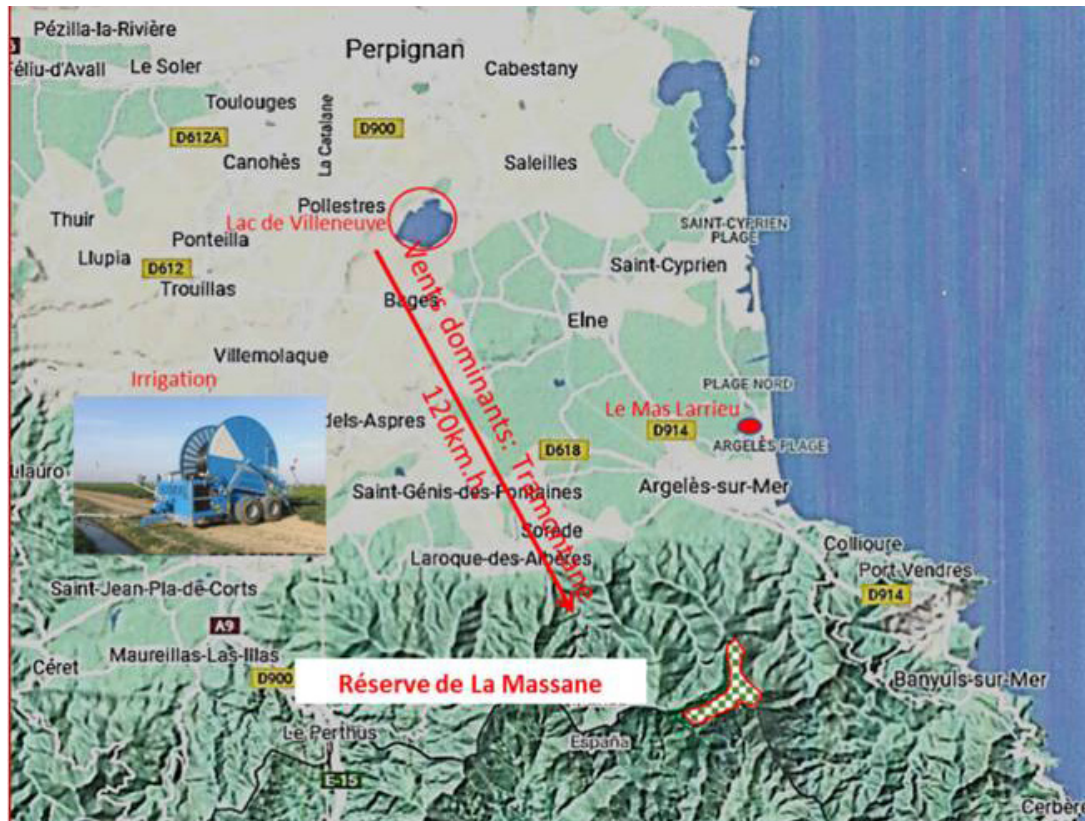 Pézilla-la-Rivière
Perpignan
Cabestany
Féliu-d'Avall
Le Soler
Toulouges
D612A
La Catalane
D900
Canohès
Saleilles
Pollestres
Thuir
Lac de Villeneuve
SAINT-CYPRIEN
PLAGE
Ponteilla
Llupia
D612
Saint-Cyprien
Trouillas
Bages
Elne
Vents dominants: Tramontane
120km.h
Villemolaque
Irrigation
PLAGE NORD
Le Mas Larrieu
dels-Aspres
D618
D914
ARGELÈS PLAGE
Llauro
Saint-Génis-des-Fontaines
Argelès-sur-Mer
Sorède
Laroque-des-Albères
Collioure
Port Vendres
Saint-Jean-Pla-de-Corts
D914
A9
Maureillas-Las-Illas
Céret
D900
Réserve de La Massane
Banyuls-sur-Mer
Le Perthus
España
E-15
Cerbère